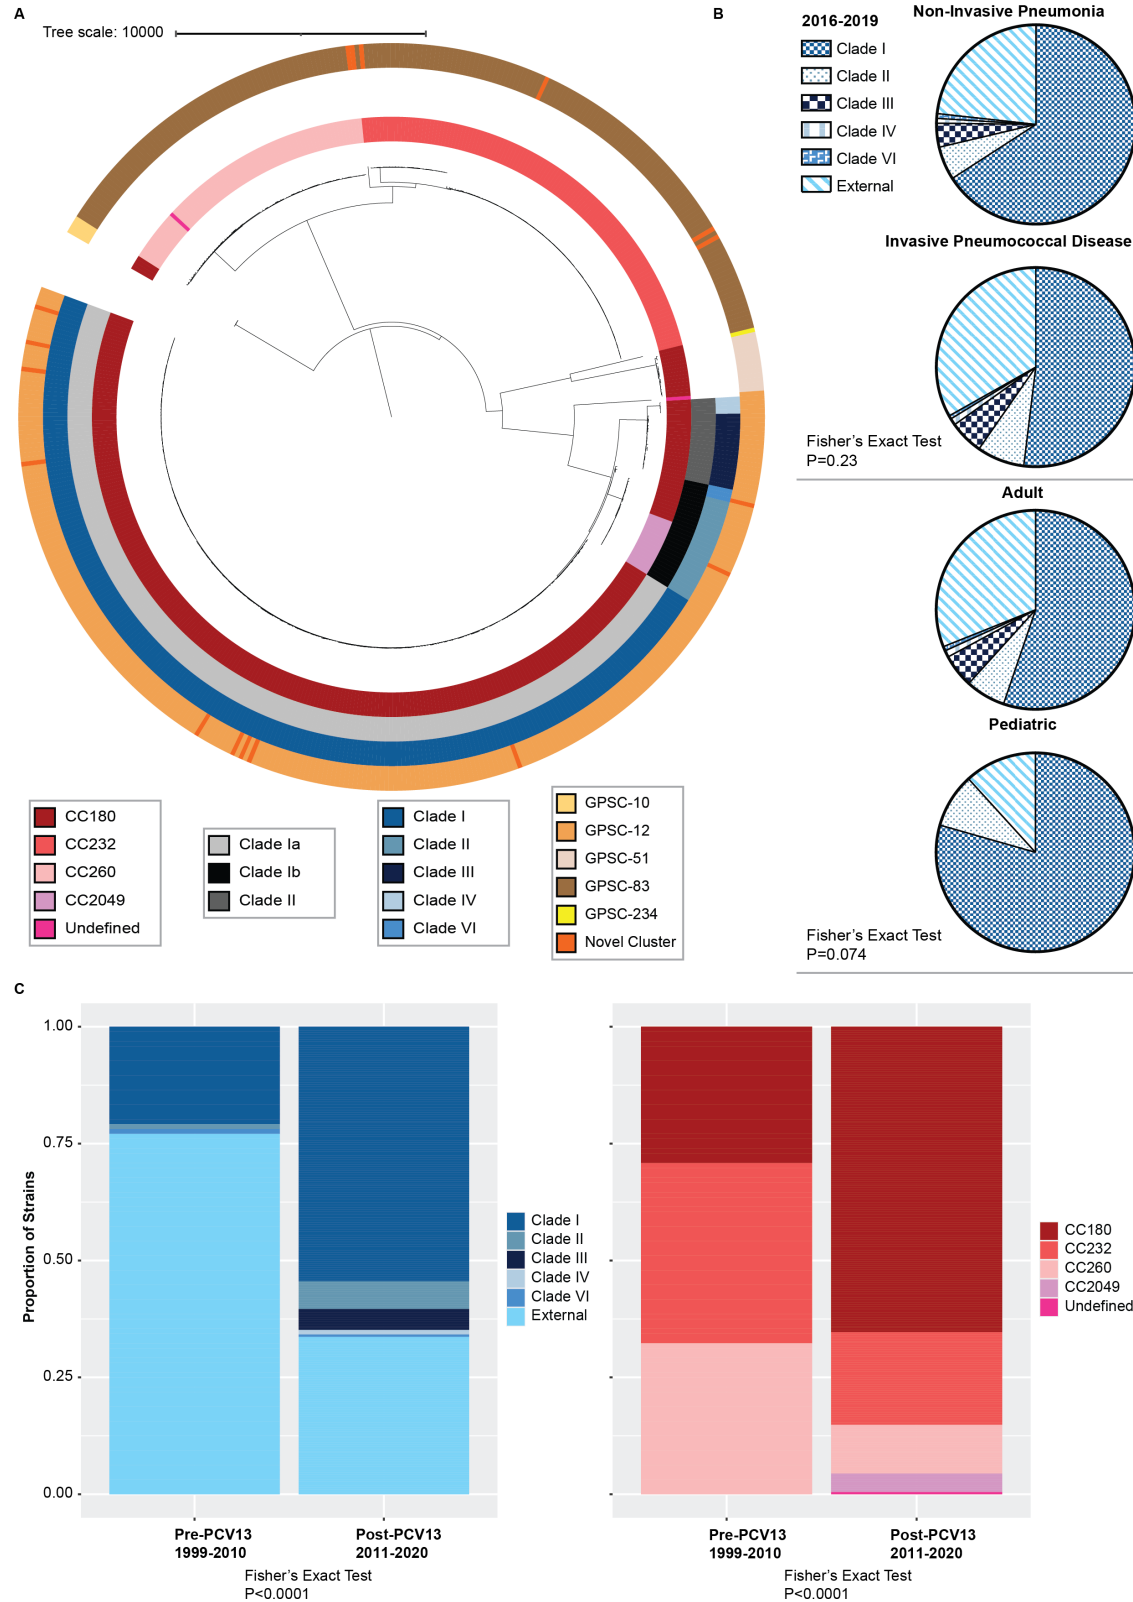 A
Tree scale: 10000
CC180
CC232
CC260
CC2049
Undefined
Clade Ia
Clade Ib
Clade II
Clade I
Clade II
Clade III
Clade IV
Clade VI
GPSC-10
GPSC-12
GPSC-51
GPSC-83
GPSC-234
Novel Cluster
B
2016-2019
Clade I
Clade II
Clade III
Clade IV
Clade VI
External
Non-Invasive Pneumonia
Invasive Pneumococcal Disease
Fisher's Exact Test
P=0.23
Adult
Pediatric
Fisher's Exact Test
P=0.074
C
Proportion of Strains
1.00
0.75
0.50
0.25
0.00
Pre-PCV13
1999-2010
Post-PCV13
2011-2020
Fisher's Exact Test
P<0.0001
Clade I
Clade II
Clade III
Clade IV
Clade VI
External
Pre-PCV13
1999-2010
Post-PCV13
2011-2020
Fisher's Exact Test
P<0.0001
CC180
CC232
CC260
CC2049
Undefined